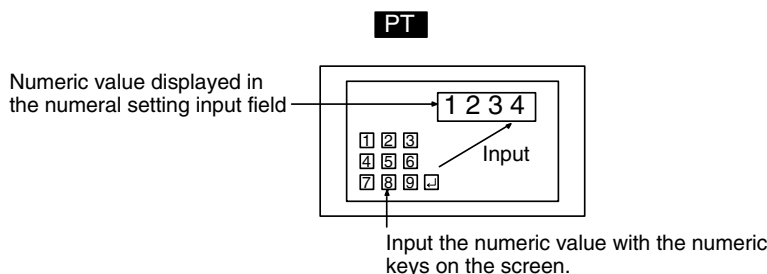 PT
Numeric value displayed in
the numeral setting input field
1 2 3 4
1 2 3
4 5 6
7 8 9 ↵
Input
Input the numeric value with the numeric
keys on the screen.